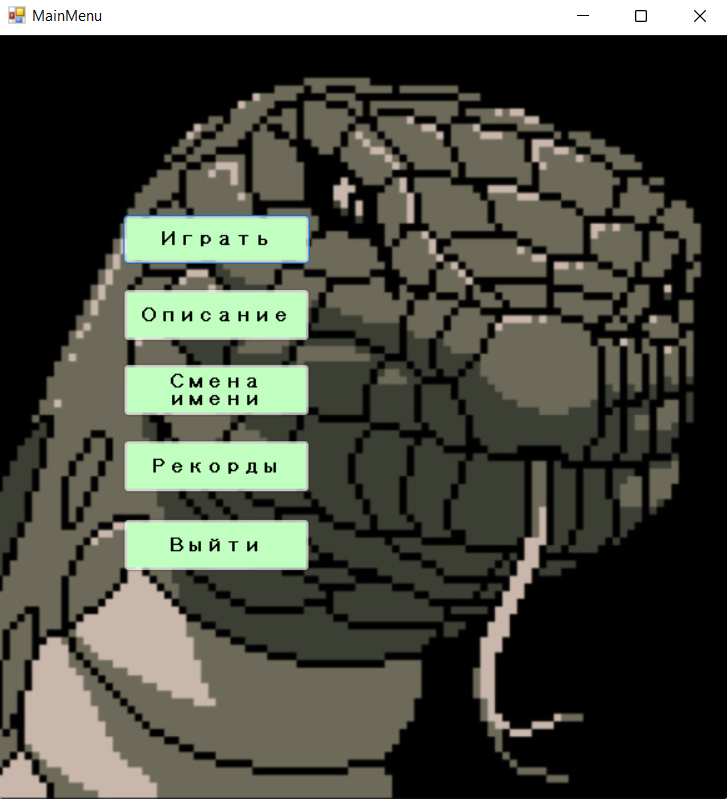 MainMenu
Играть
Описание
Смена
имени
Рекорды
Выйти